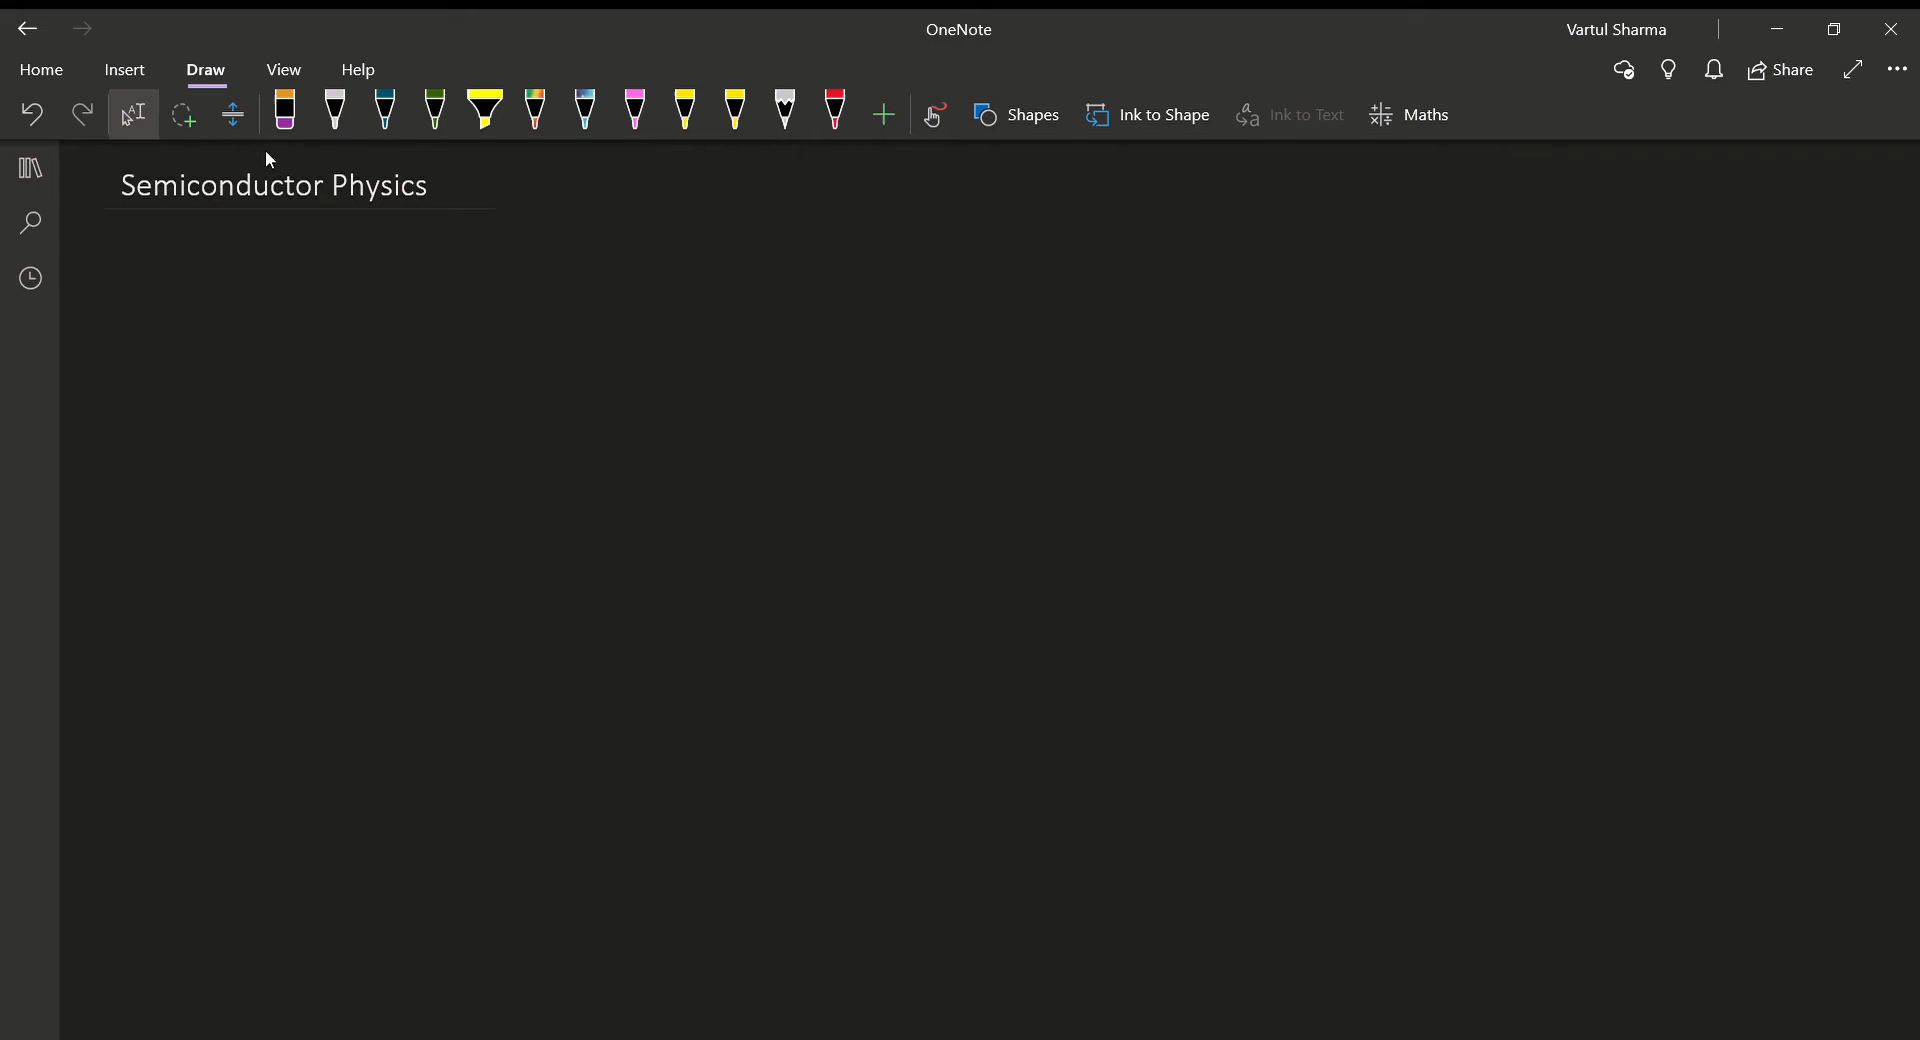 OneNote
Vartul Sharma
Home Insert Draw View Help
Share
Shapes Ink to Shape Ink to Text Maths
Semiconductor Physics